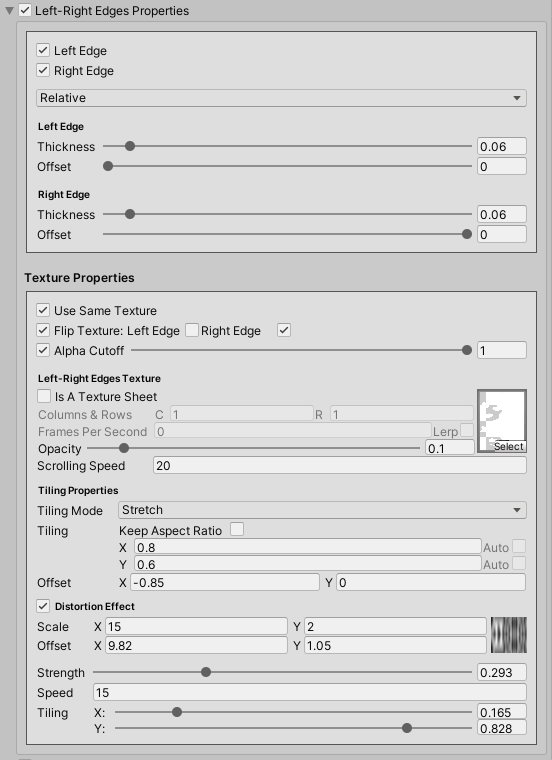 Left-Right Edges Properties
Left Edge
Right Edge
Relative
Left Edge
Thickness 0.06
Offset 0
Right Edge
Thickness 0.06
Offset 0
Texture Properties
Use Same Texture
Flip Texture: Left Edge Right Edge
Alpha Cutoff 1
Left-Right Edges Texture
Is A Texture Sheet
Columns & Rows C 1 R 1
Frames Per Second 0 Lerp
Select
Opacity 0.1
Scrolling Speed 20
Tiling Properties
Tiling Mode Stretch
Tiling Keep Aspect Ratio
X 0.8 Auto
Y 0.6 Auto
Offset X -0.85 Y 0
Distortion Effect
Scale X 15 Y 2
Offset X 9.82 Y 1.05
Strength 0.293
Speed 15
Tiling X: 0.165
Y: 0.828